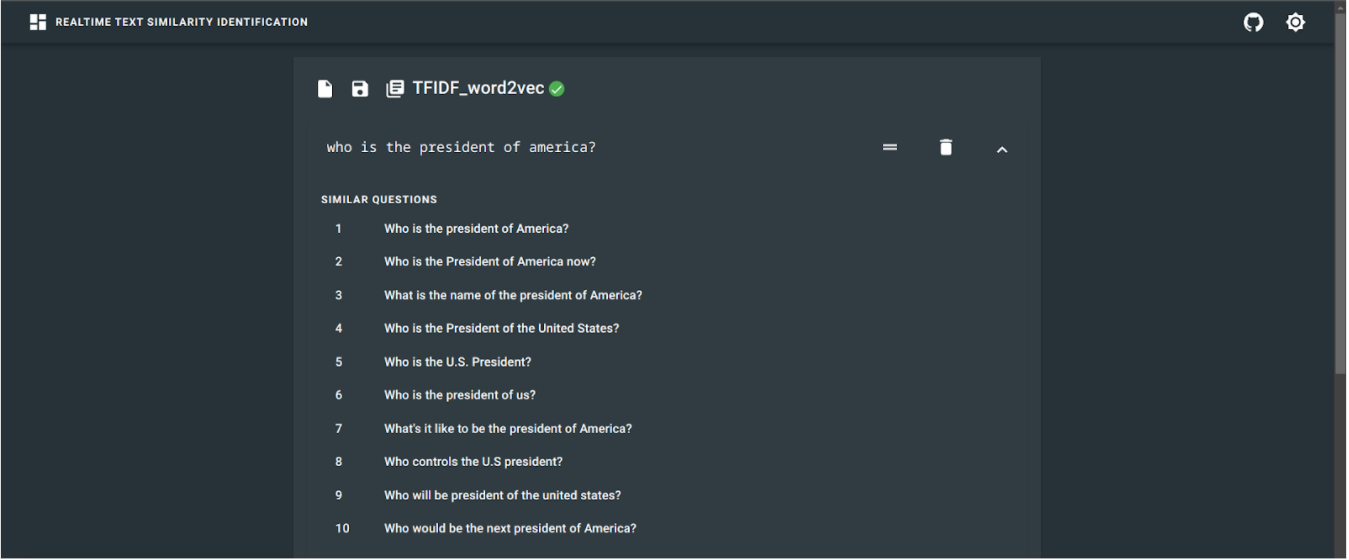 REALTIME TEXT SIMILARITY IDENTIFICATION
TFIDF_word2vec
who is the president of america?
SIMILAR QUESTIONS
1 Who is the president of America?
2 Who is the President of America now?
3 What is the name of the president of America?
4 Who is the President of the United States?
5 Who is the U.S. President?
6 Who is the president of us?
7 What's it like to be the president of America?
8 Who controls the U.S president?
9 Who will be president of the united states?
10 Who would be the next president of America?